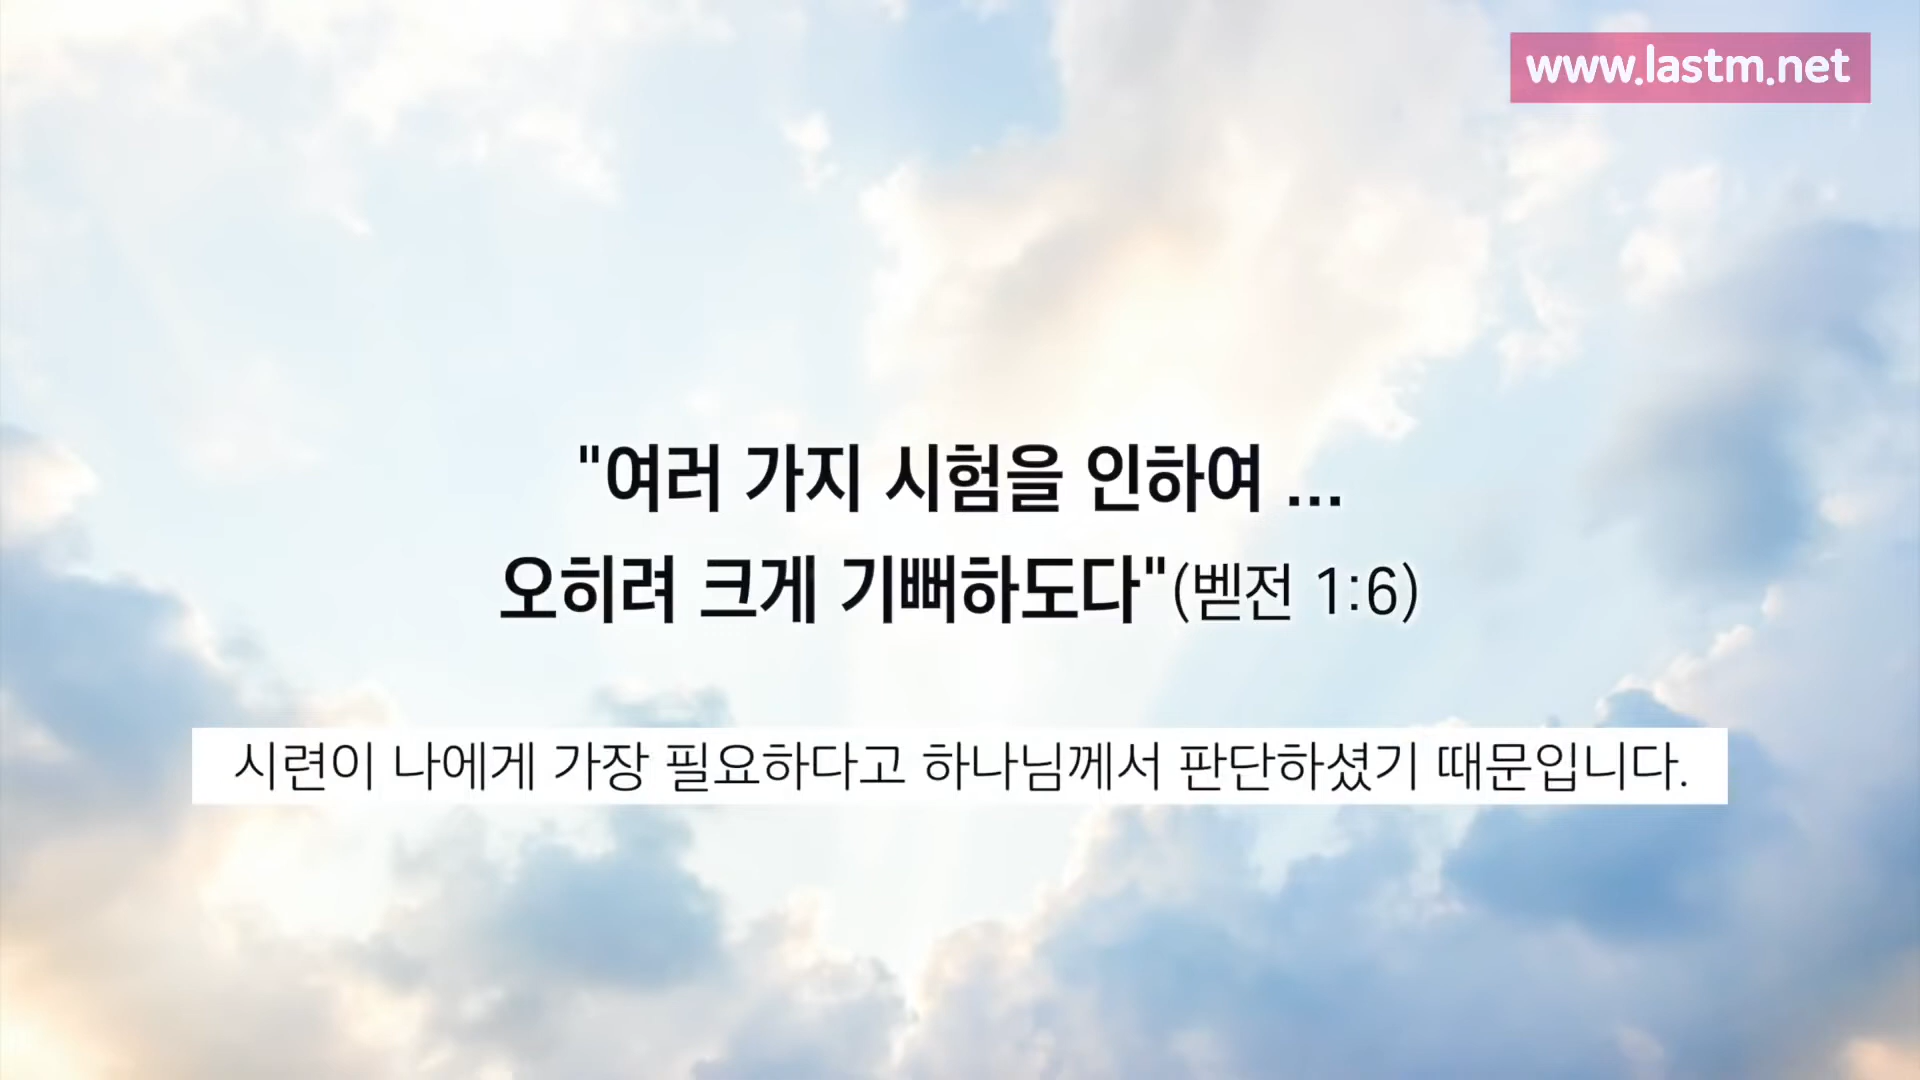 www.lastm.net
"여러 가지 시험을 인하여 ...
오히려 크게 기뻐하도다"(벧전 1:6)
시련이 나에게 가장 필요하다고 하나님께서 판단하셨기 때문입니다.